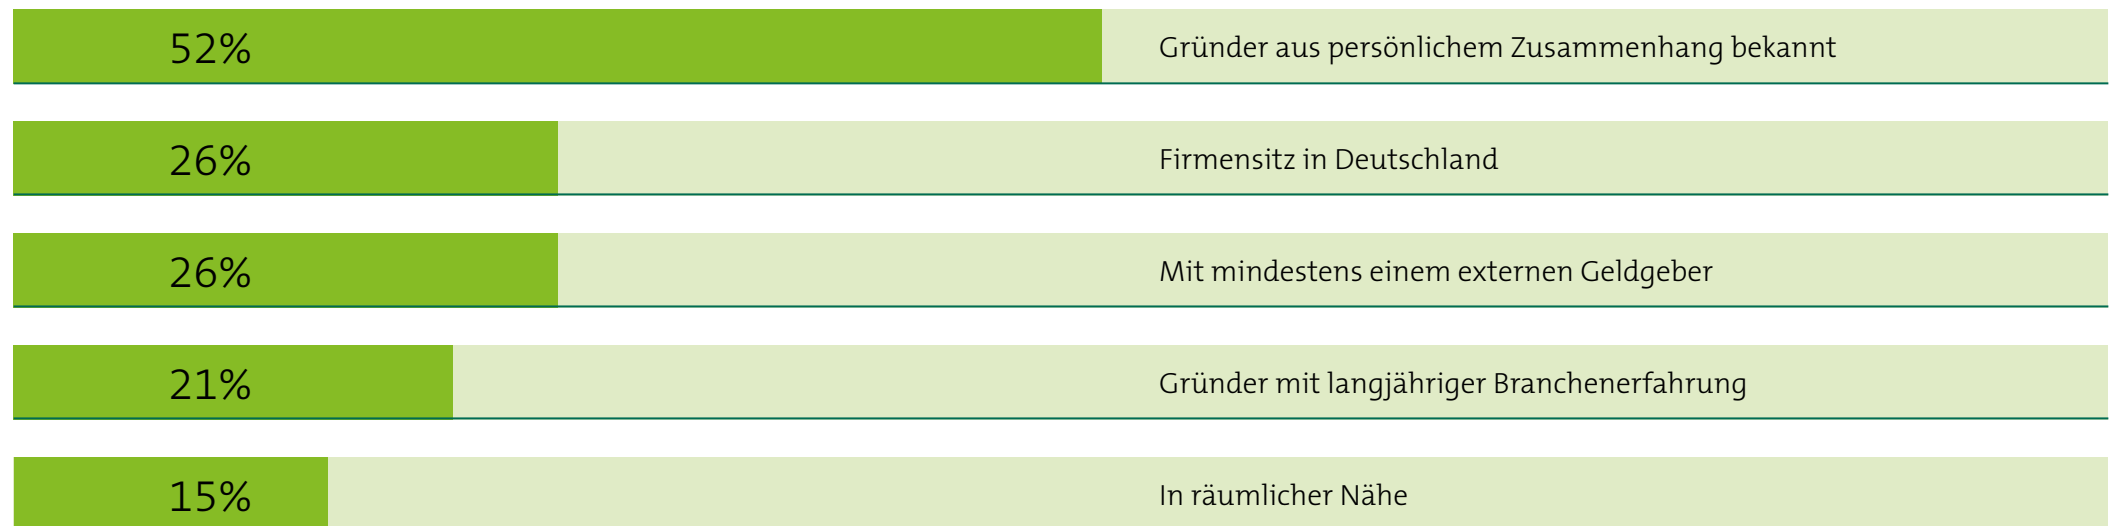 52% Gründer aus persönlichem Zusammenhang bekannt
26% Firmensitz in Deutschland
26% Mit mindestens einem externen Geldgeber
21% Gründer mit langjähriger Branchenerfahrung
15% In räumlicher Nähe